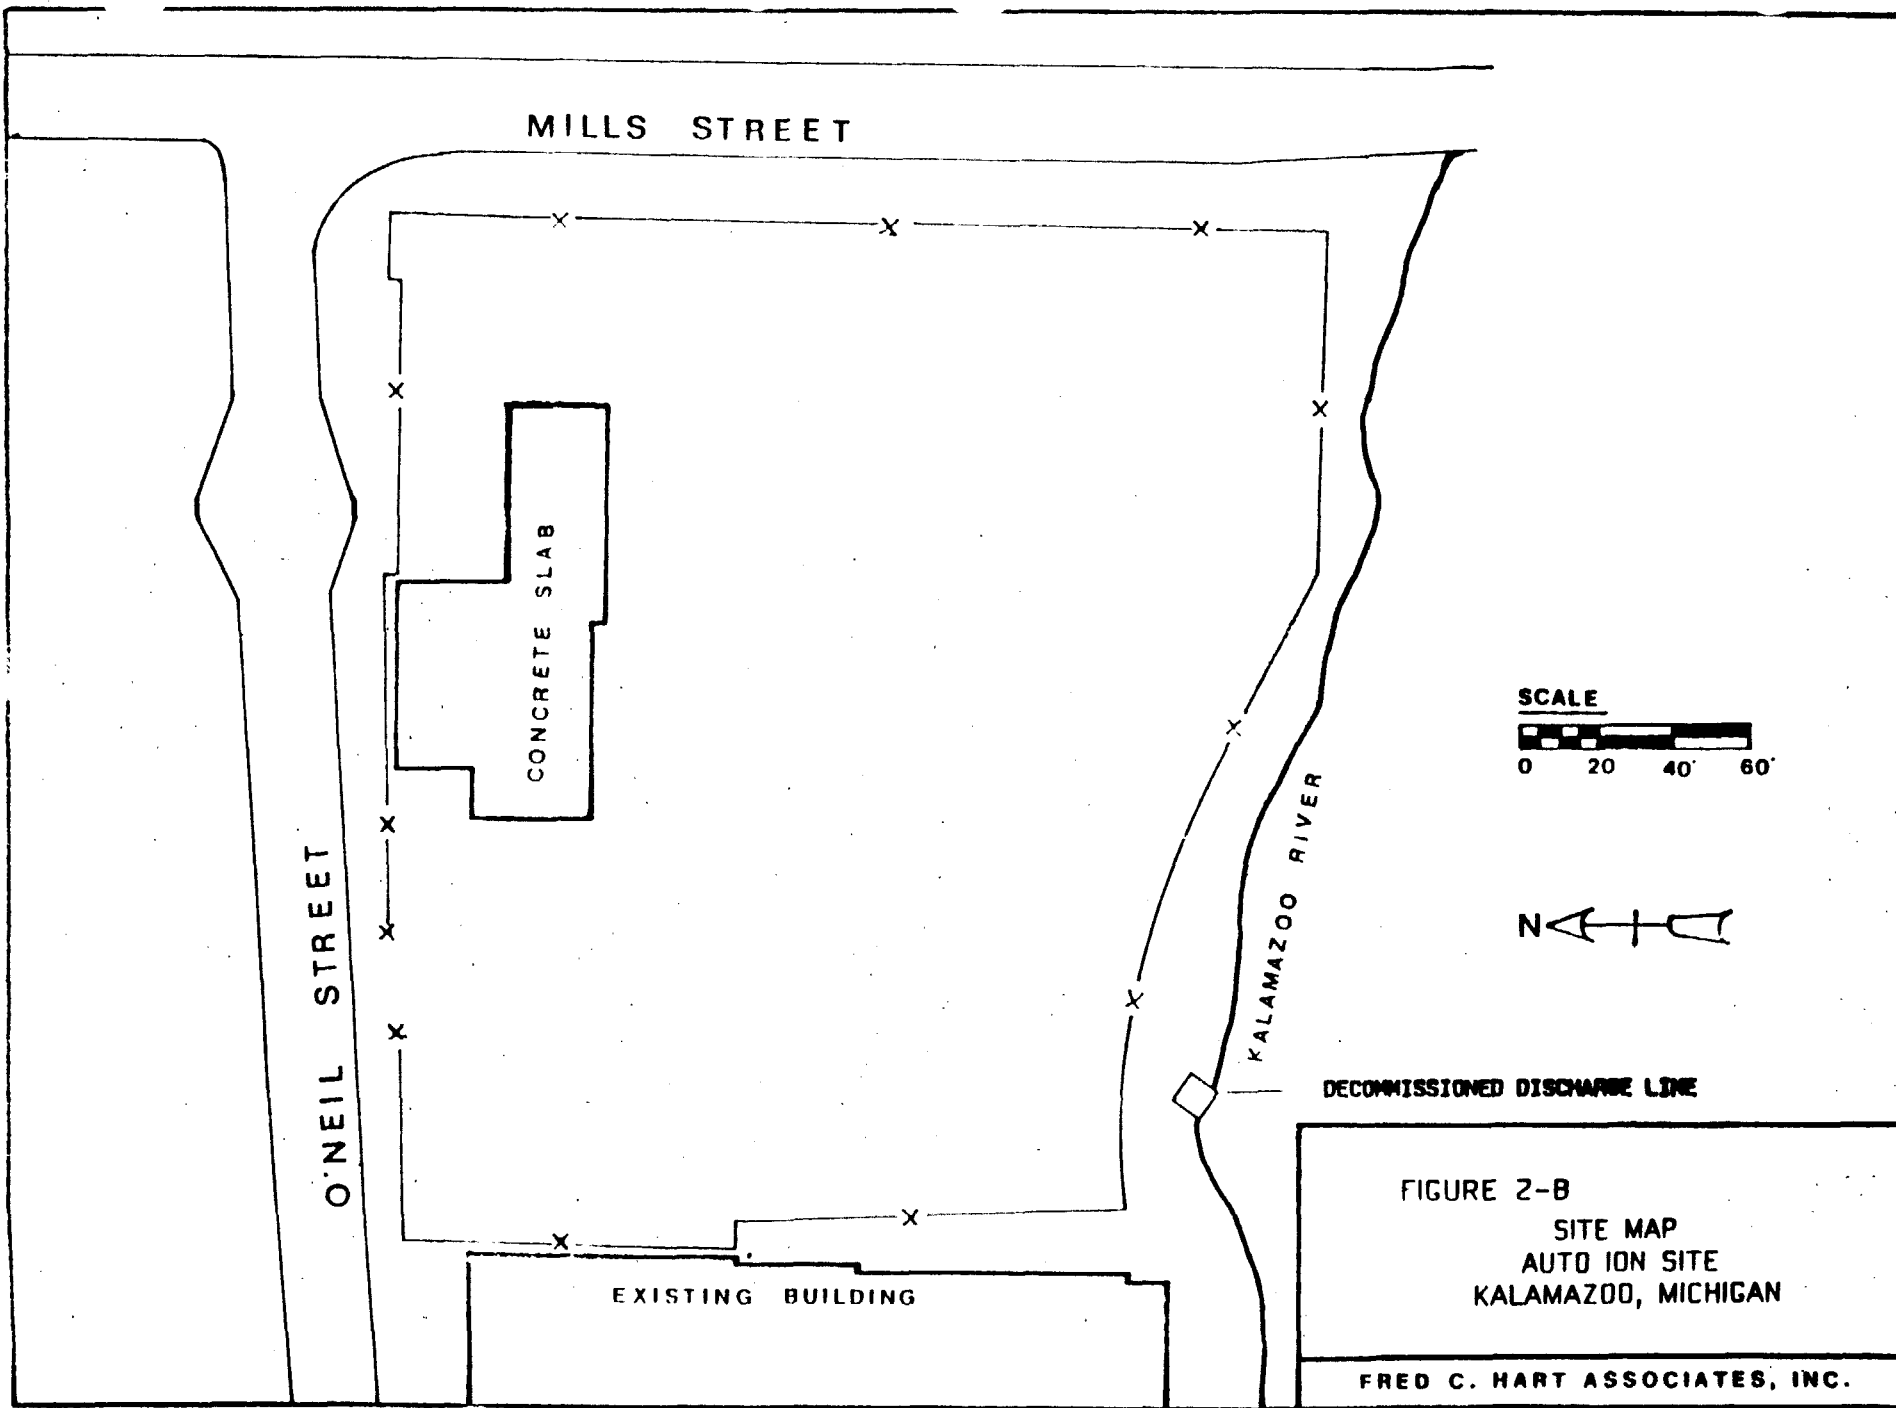 MILLS STREET
CONCRETE SLAB
O'NEIL STREET
KALAMAZOO RIVER
SCALE
0 20 40' 60'
N
DECOMMISSIONED DISCHARGE LINE
EXISTING BUILDING
FIGURE 2-B
SITE MAP
AUTO ION SITE
KALAMAZOO, MICHIGAN
FRED C. HART ASSOCIATES, INC.